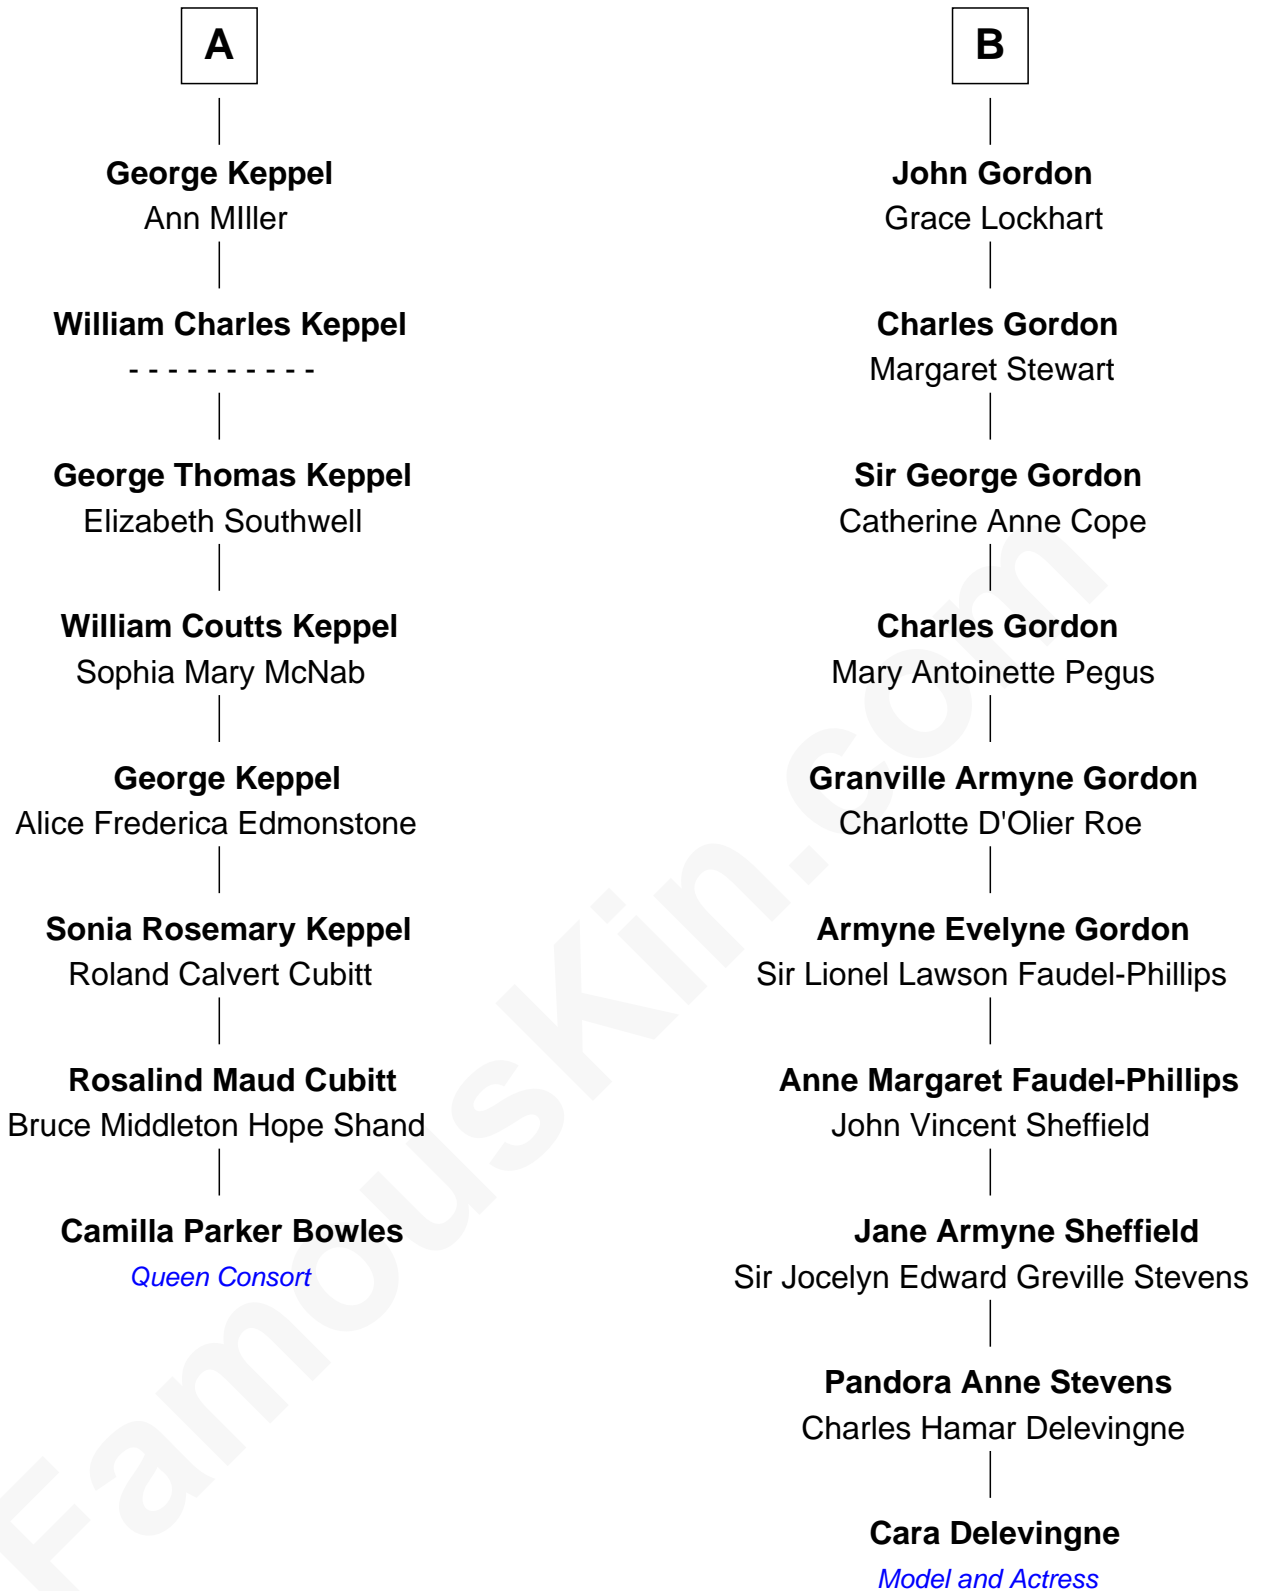 A
George Keppel
Ann MIller
William Charles Keppel
- - - - - - - - - -
George Thomas Keppel
Elizabeth Southwell
William Coutts Keppel
Sophia Mary McNab
George Keppel
Alice Frederica Edmonstone
Sonia Rosemary Keppel
Roland Calvert Cubitt
Rosalind Maud Cubitt
Bruce Middleton Hope Shand
Camilla Parker Bowles
Queen Consort
B
John Gordon
Grace Lockhart
Charles Gordon
Margaret Stewart
Sir George Gordon
Catherine Anne Cope
Charles Gordon
Mary Antoinette Pegus
Granville Armyne Gordon
Charlotte D'Olier Roe
Armyne Evelyne Gordon
Sir Lionel Lawson Faudel-Phillips
Anne Margaret Faudel-Phillips
John Vincent Sheffield
Jane Armyne Sheffield
Sir Jocelyn Edward Greville Stevens
Pandora Anne Stevens
Charles Hamar Delevingne
Cara Delevingne
Model and Actress
FamousKin.com